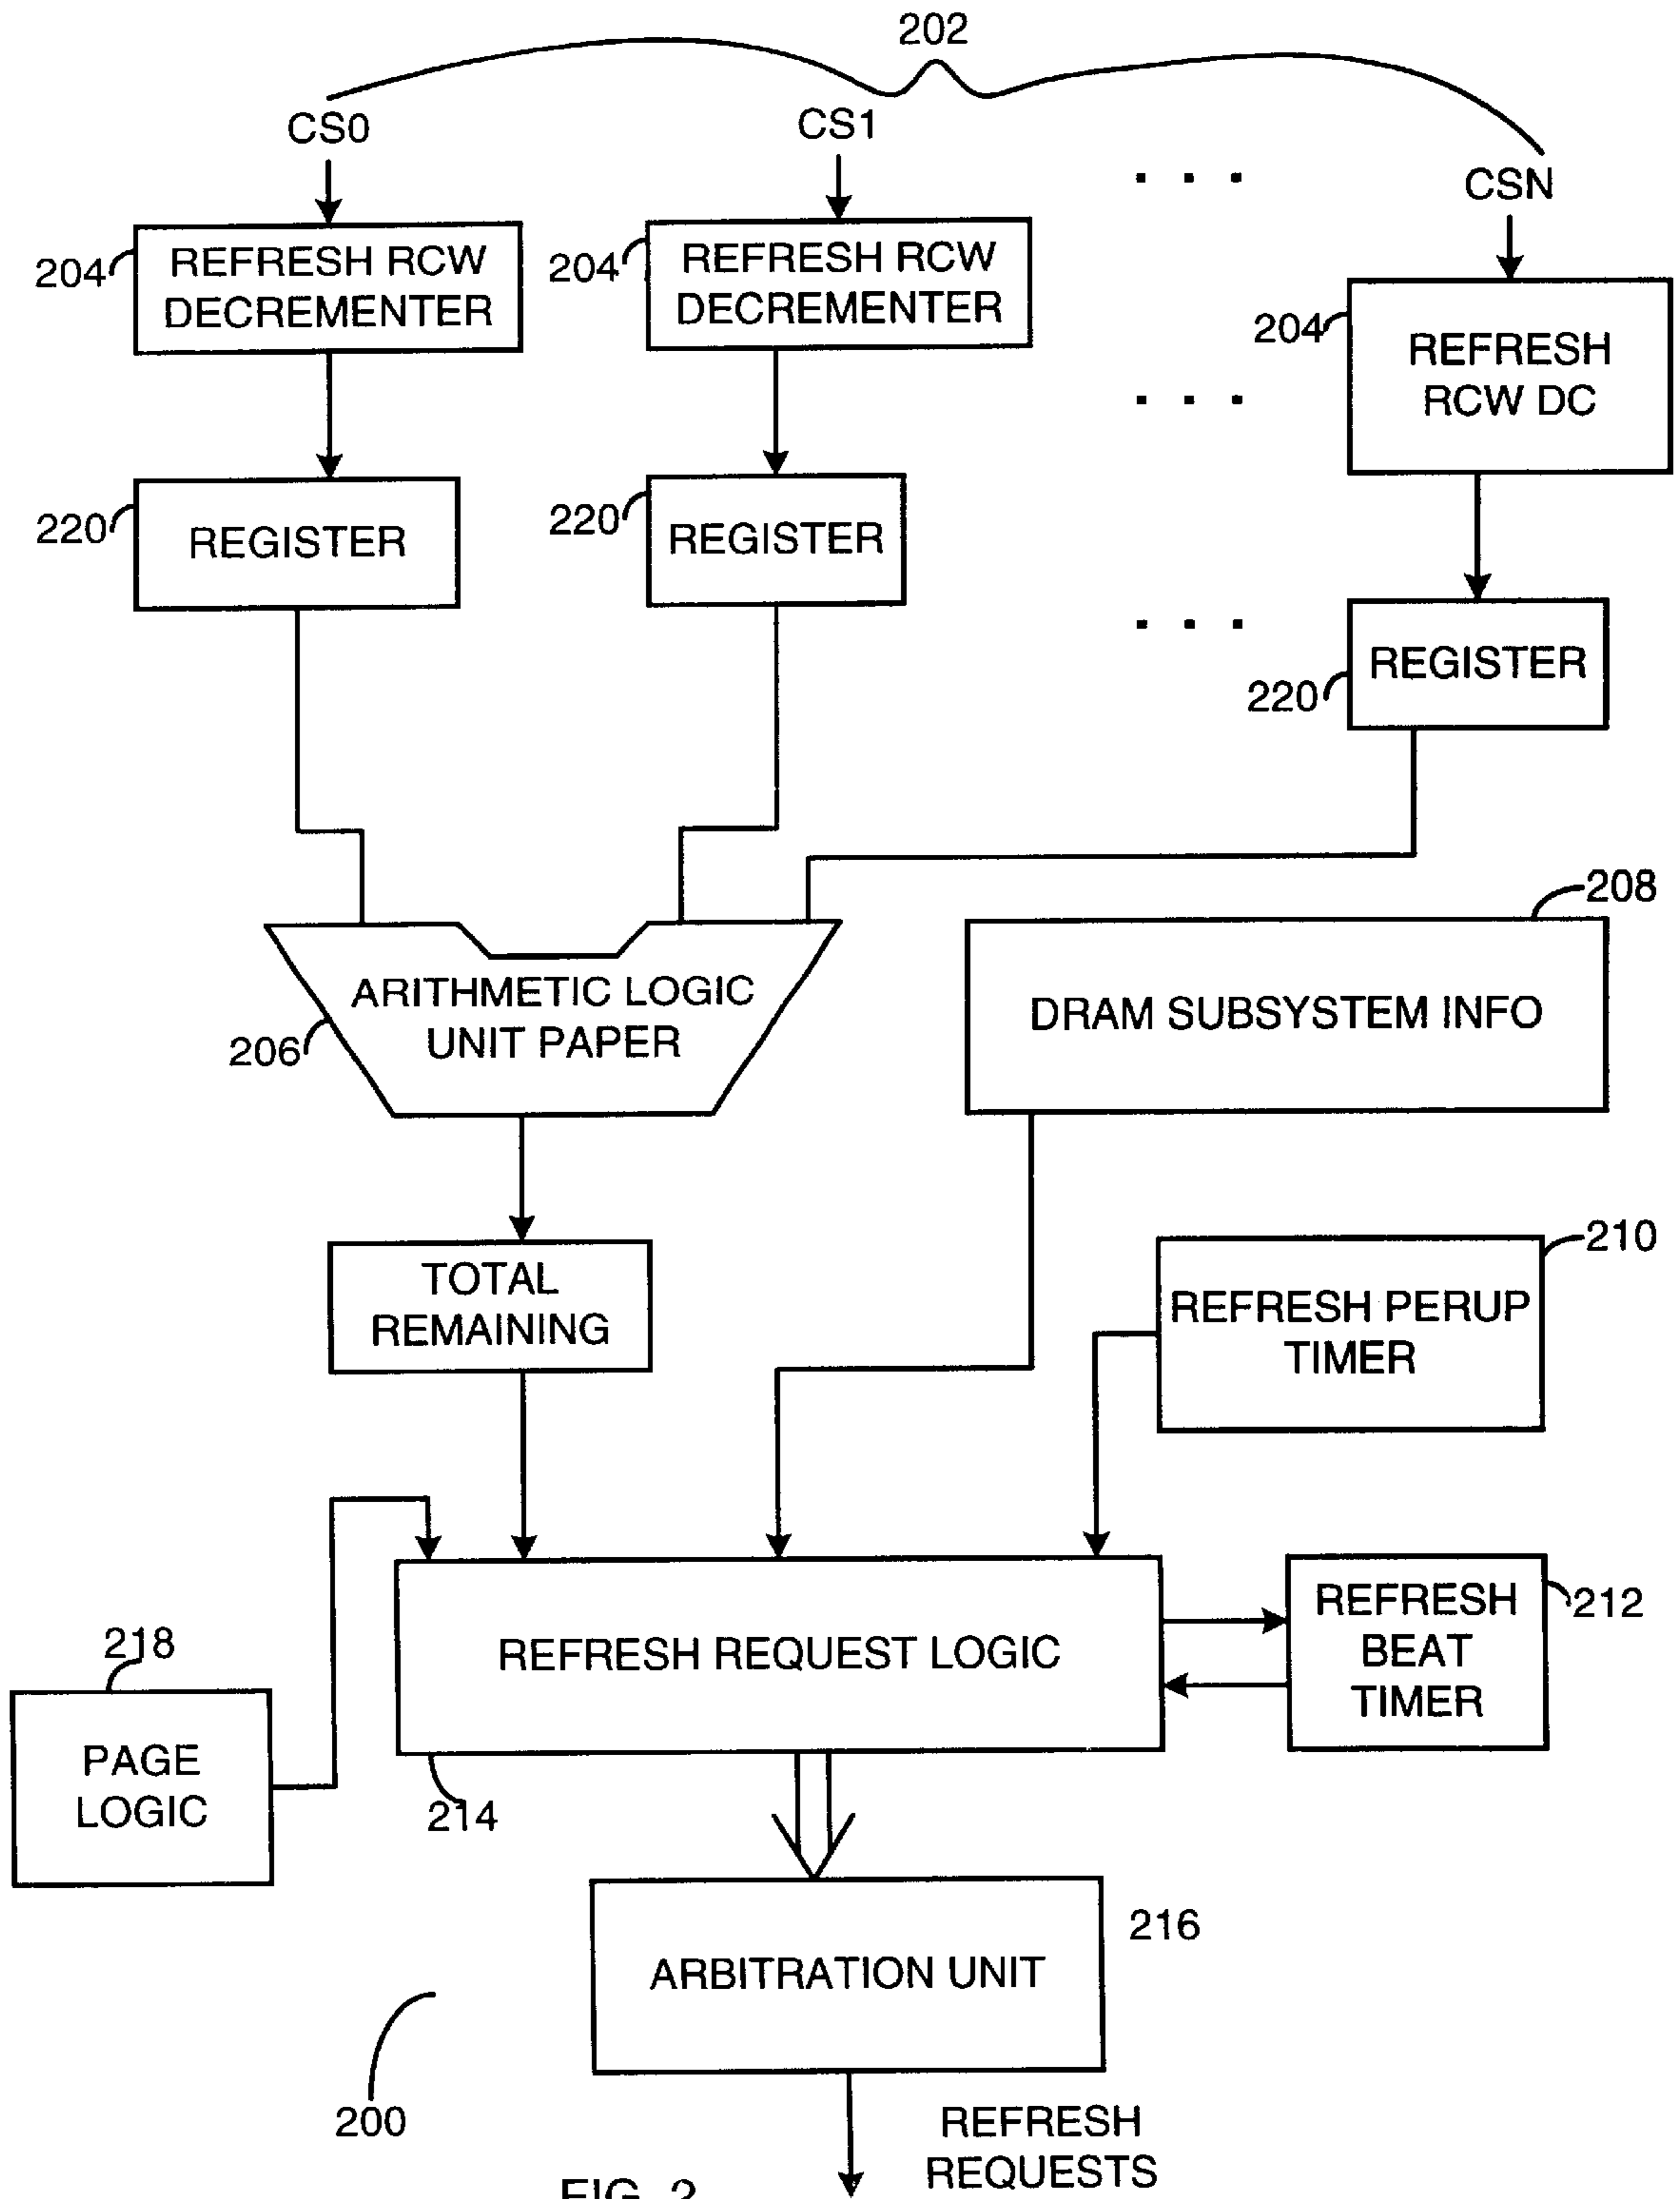 202
CS0
CS1
. . .
CSN
204
REFRESH RCW
DECREMENTER
204
REFRESH RCW
DECREMENTER
204
REFRESH
RCW DC
. . .
220
REGISTER
220
REGISTER
. . .
220
REGISTER
208
ARITHMETIC LOGIC
UNIT PAPER
206
DRAM SUBSYSTEM INFO
TOTAL
REMAINING
210
REFRESH PERUP
TIMER
218
PAGE
LOGIC
REFRESH REQUEST LOGIC
214
REFRESH
BEAT
TIMER
212
ARBITRATION UNIT
216
200
REFRESH
REQUESTS
FIG. 2